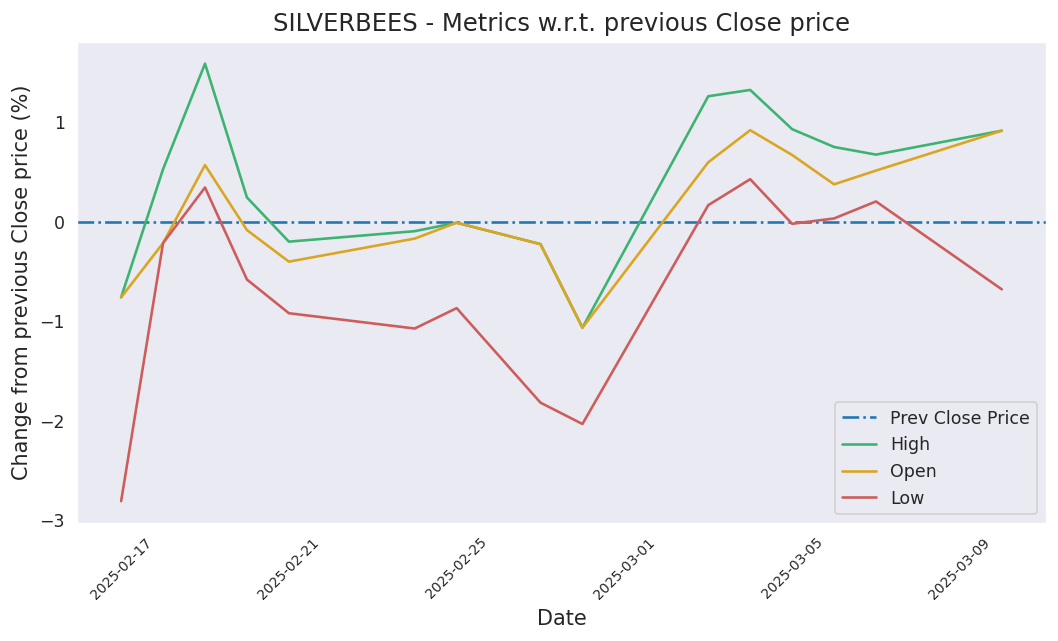 SILVERBEES - Metrics w.r.t. previous Close price
Change from previous Close price (%)
1
0
−1
−2
−3
Prev Close Price
High
Open
Low
2025-02-17
2025-02-21
2025-02-25
2025-03-01
2025-03-05
2025-03-09
Date